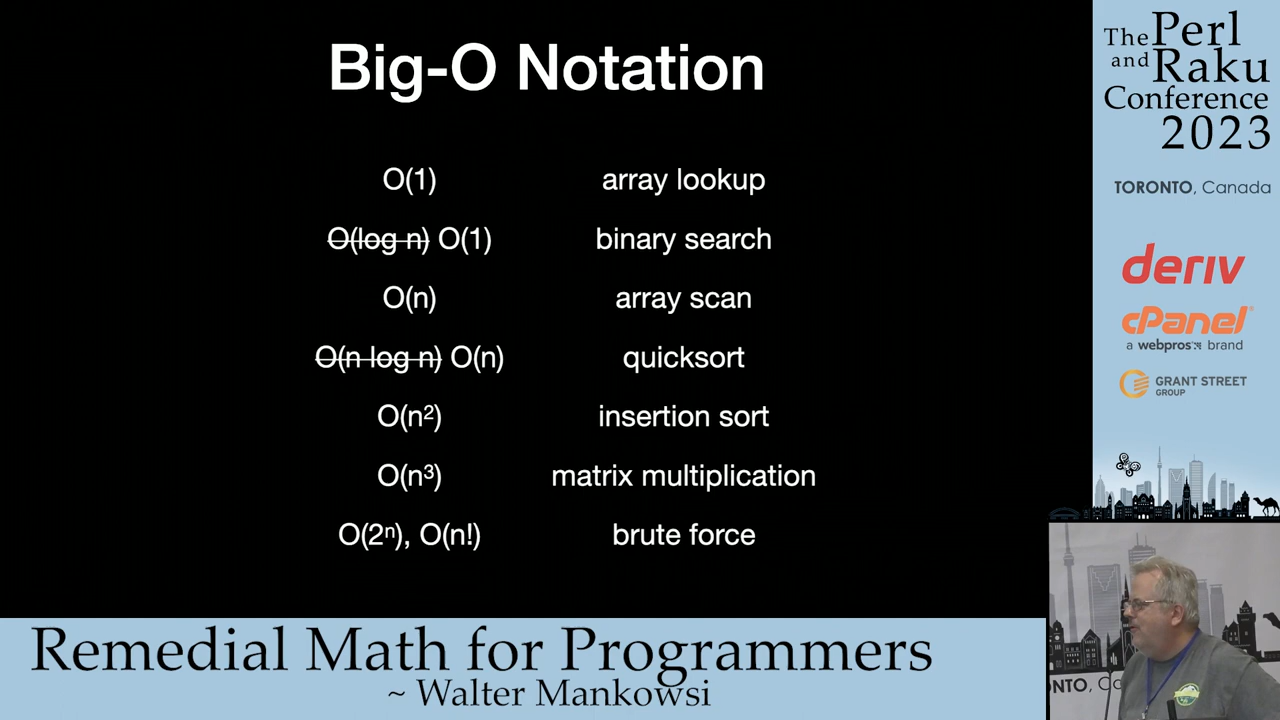 Big-O Notation
O(1) array lookup
O(log n) O(1) binary search
O(n) array scan
O(n log n) O(n) quicksort
O(n²) insertion sort
O(n³) matrix multiplication
O(2ⁿ), O(n!) brute force
The Perl
and Raku
Conference
2023
TORONTO, Canada
deriv
cPanel®
a webpros brand
GRANT STREET
GROUP
Remedial Math for Programmers
~ Walter Mankowsi
NTO, Ca